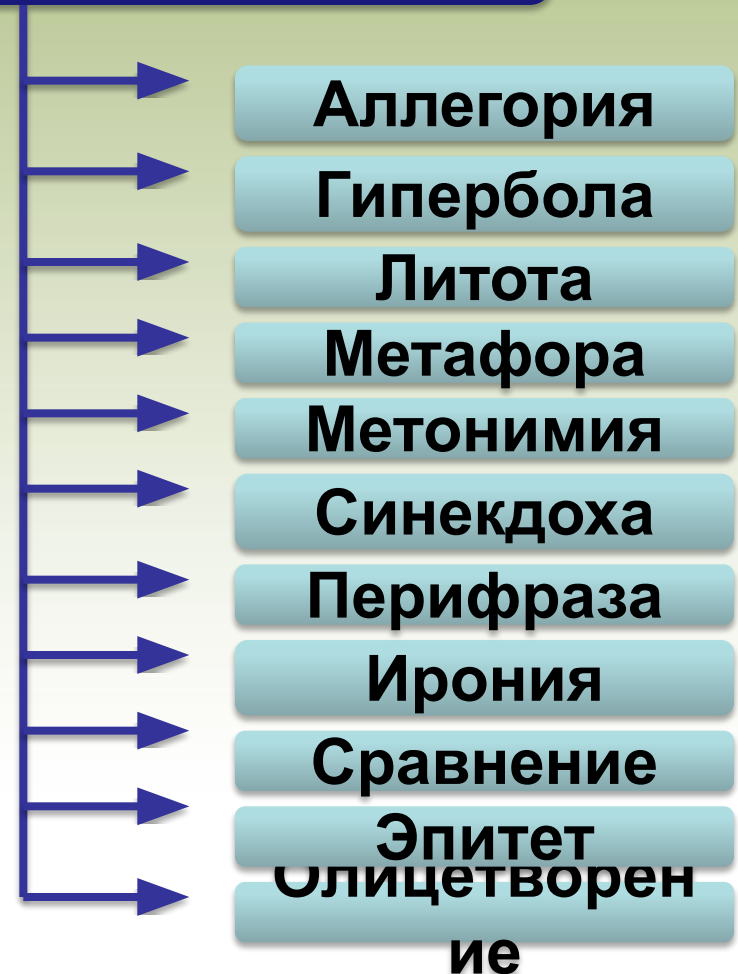 Аллегория
Гипербола
Литота
Метафора
Метонимия
Синекдоха
Перифраза
Ирония
Сравнение
Эпитет
Олицетворен
ие